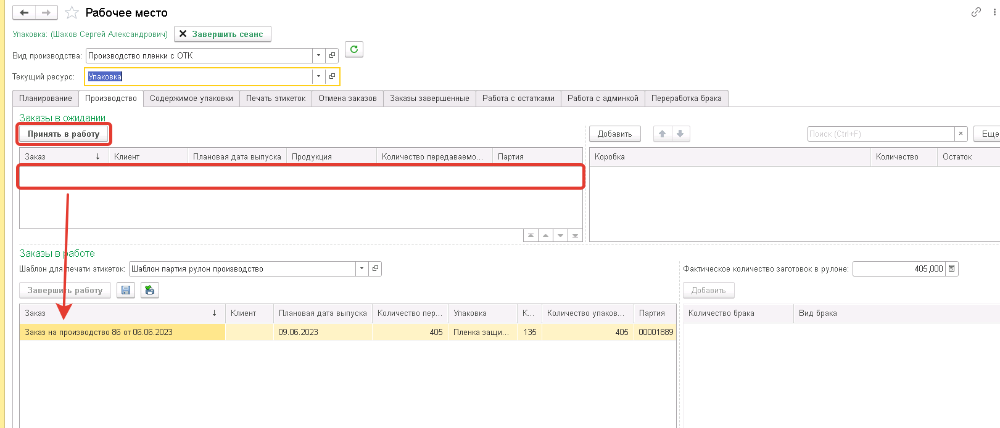 Рабочее место
Упаковка: (Шахов Сергей Александрович) Завершить сеанс
Вид производства: Производство пленки с ОТК
Текущий ресурс: Упаковка
Планирование Производство Содержимое упаковки Печать этикеток Отмена заказов Заказы завершенные Работа с остатками Работа с админкой Переработка брака
Заказы в ожидании
Принять в работу Добавить Поиск (Ctrl+F) × Еще
Заказ ↓ Клиент Плановая дата выпуска Продукция Количество передаваемо... Партия Коробка Количество Остаток
Заказы в работе
Шаблон для печати этикеток: Шаблон партия рулон производство Фактическое количество заготовок в рулоне: 405,000
Завершить работу Добавить
Заказ ↓ Клиент Плановая дата выпуска Количество пер... Упаковка К... Количество упаков... Партия Количество брака Вид брака
Заказ на производство 86 от 06.06.2023 09.06.2023 405 Пленка защи... 135 405 00001889